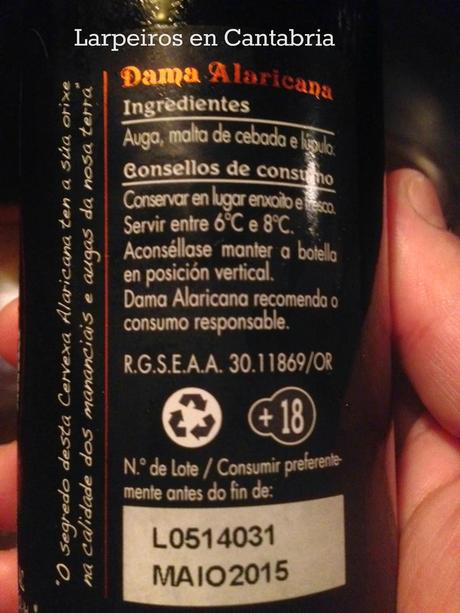 Larpeiros en Cantabria
Dama Alaricana
Ingredientes
Auga, malta de cebada e lúpulo.
Consellos de consumo
Conservar en lugar enxoito e fresco.
Servir entre 6°C e 8°C.
Aconséllase manter a botella
en posición vertical.
Dama Alaricana recomenda o
consumo responsable.
R.G.S.E.A.A. 30.11869/OR
+18
N.º de Lote / Consumir preferente-
mente antes do fin de:
L0514031
MAIO2015
"O segredo desta Cervexa Alaricana ten a súa orixe
na calidade dos mananciais e augas da nosa terra"